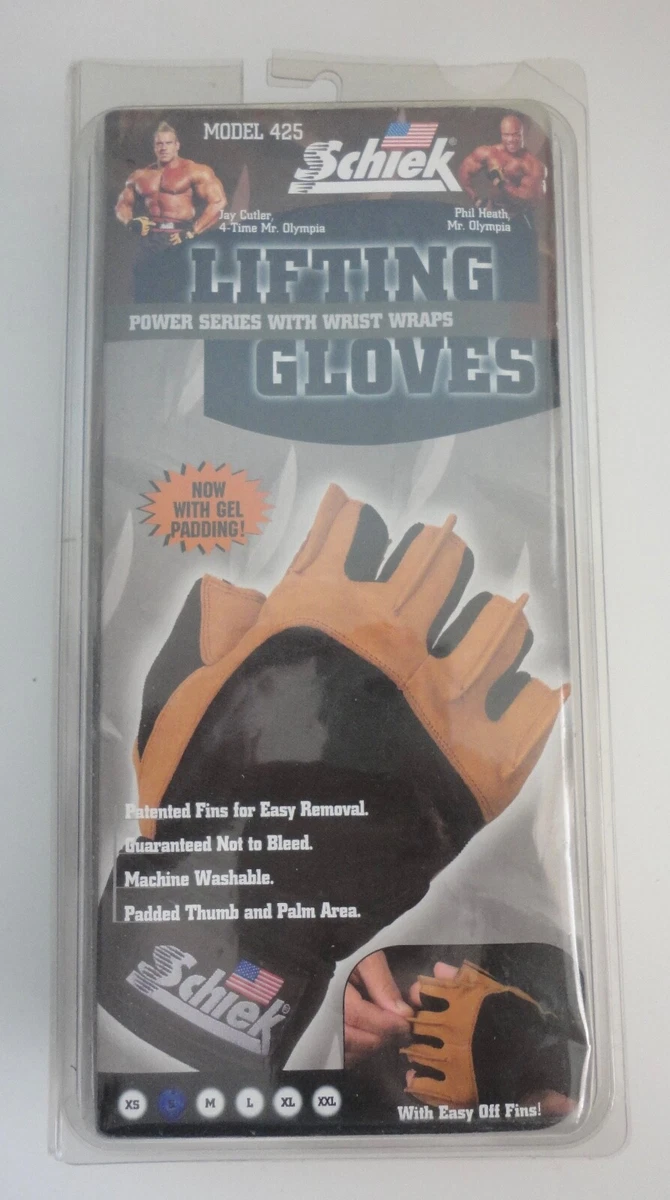 MODEL 425
Schiek®
Jay Cutler,
4-Time Mr. Olympia
Phil Heath,
Mr. Olympia
LIFTING
POWER SERIES WITH WRIST WRAPS
GLOVES
NOW
WITH GEL
PADDING!
Patented Fins for Easy Removal.
Guaranteed Not to Bleed.
Machine Washable.
Padded Thumb and Palm Area.
Schiek®
XS S M L XL XXL
With Easy Off Fins!